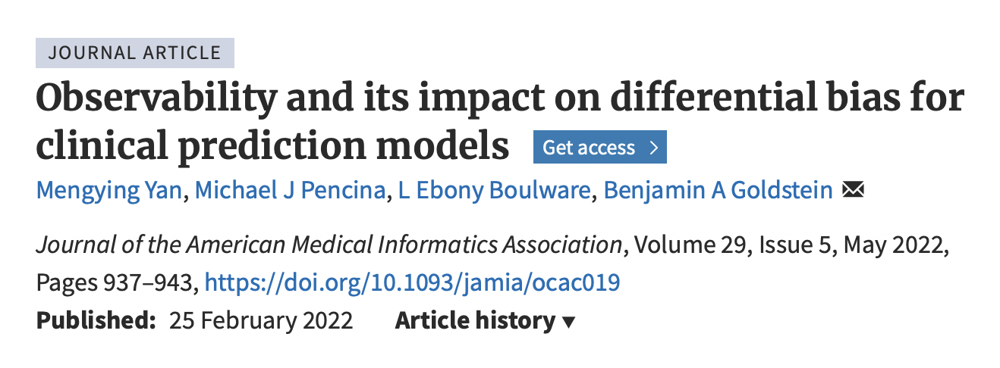 JOURNAL ARTICLE
Observability and its impact on differential bias for
clinical prediction models Get access
Mengying Yan, Michael J Pencina, L Ebony Boulware, Benjamin A Goldstein
Journal of the American Medical Informatics Association, Volume 29, Issue 5, May 2022,
Pages 937–943, https://doi.org/10.1093/jamia/ocac019
Published: 25 February 2022 Article history ▼